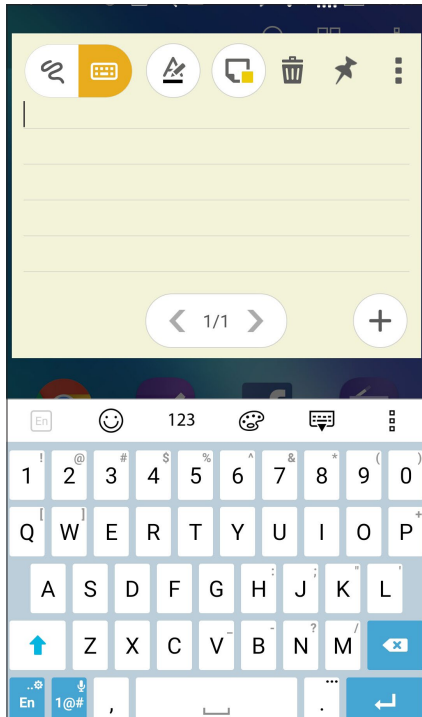 1/1
En 123
! @ # $ % ^ & * ( )
1 2 3 4 5 6 7 8 9 0
[ ] +
Q W E R T Y U I O P
: ; " '
A S D F G H J K L
_ - ? /
Z X C V B N M
En 1@# , .